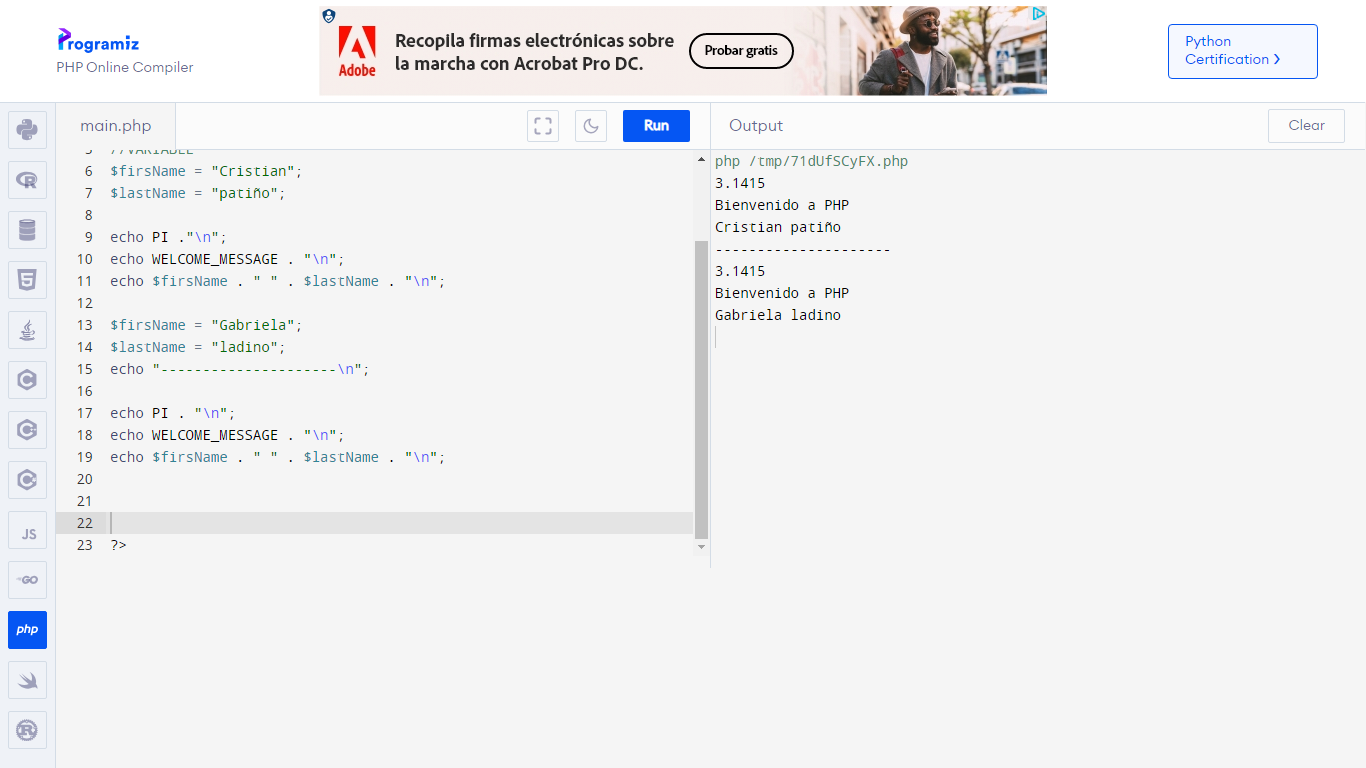 Programiz
PHP Online Compiler
Adobe
Recopila firmas electrónicas sobre
la marcha con Acrobat Pro DC.
Probar gratis
Python
Certification ❯
main.php
Run
Output
Clear
5 //VARIABLE
6 $firsName = "Cristian";
7 $lastName = "patiño";
8
9 echo PI ."\n";
10 echo WELCOME_MESSAGE . "\n";
11 echo $firsName . " " . $lastName . "\n";
12
13 $firsName = "Gabriela";
14 $lastName = "ladino";
15 echo "---------------------\n";
16
17 echo PI . "\n";
18 echo WELCOME_MESSAGE . "\n";
19 echo $firsName . " " . $lastName . "\n";
20
21
22
23 ?>
php /tmp/71dUfSCyFX.php
3.1415
Bienvenido a PHP
Cristian patiño
---------------------
3.1415
Bienvenido a PHP
Gabriela ladino
R
5
C
C
C
JS
GO
php
R